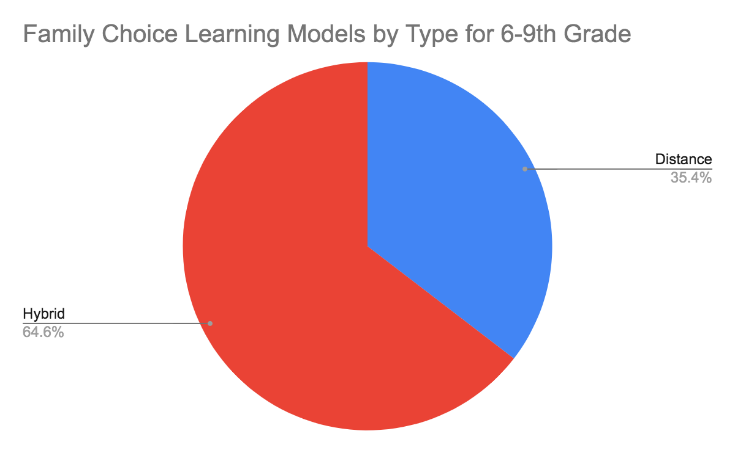 Family Choice Learning Models by Type for 6-9th Grade
Distance
35.4%
Hybrid
64.6%